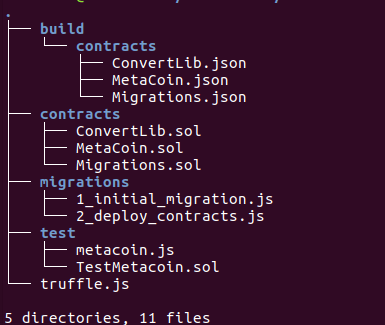 .
├── build
│   └── contracts
│       ├── ConvertLib.json
│       ├── MetaCoin.json
│       └── Migrations.json
├── contracts
│   ├── ConvertLib.sol
│   ├── MetaCoin.sol
│   └── Migrations.sol
├── migrations
│   ├── 1_initial_migration.js
│   └── 2_deploy_contracts.js
├── test
│   ├── metacoin.js
│   └── TestMetacoin.sol
└── truffle.js
5 directories, 11 files